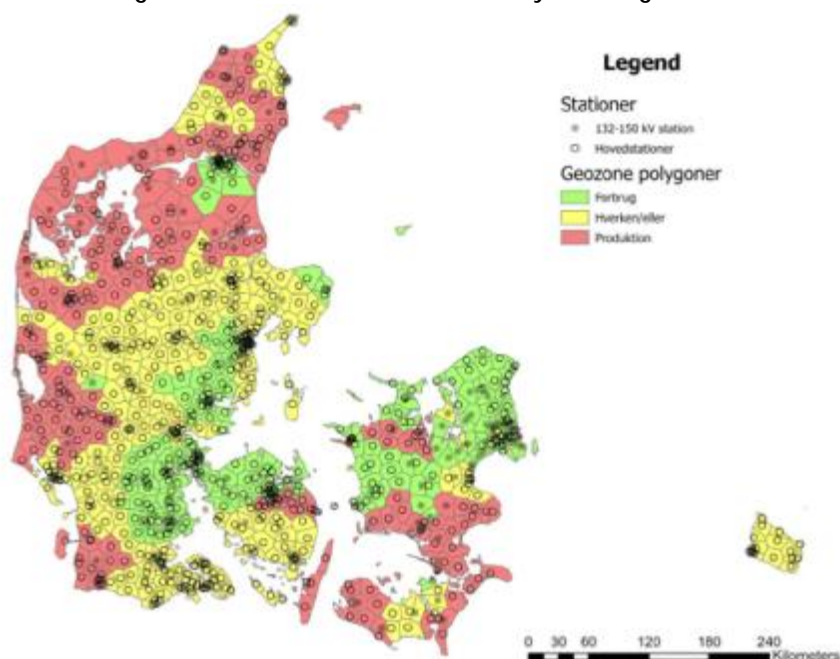 Legend
Stationer
132-150 kV station
Hovedstationer
Geozone polygoner
Forbrug
Hverken/eller
Produktion
0 30 60 120 180 240
Kilometers